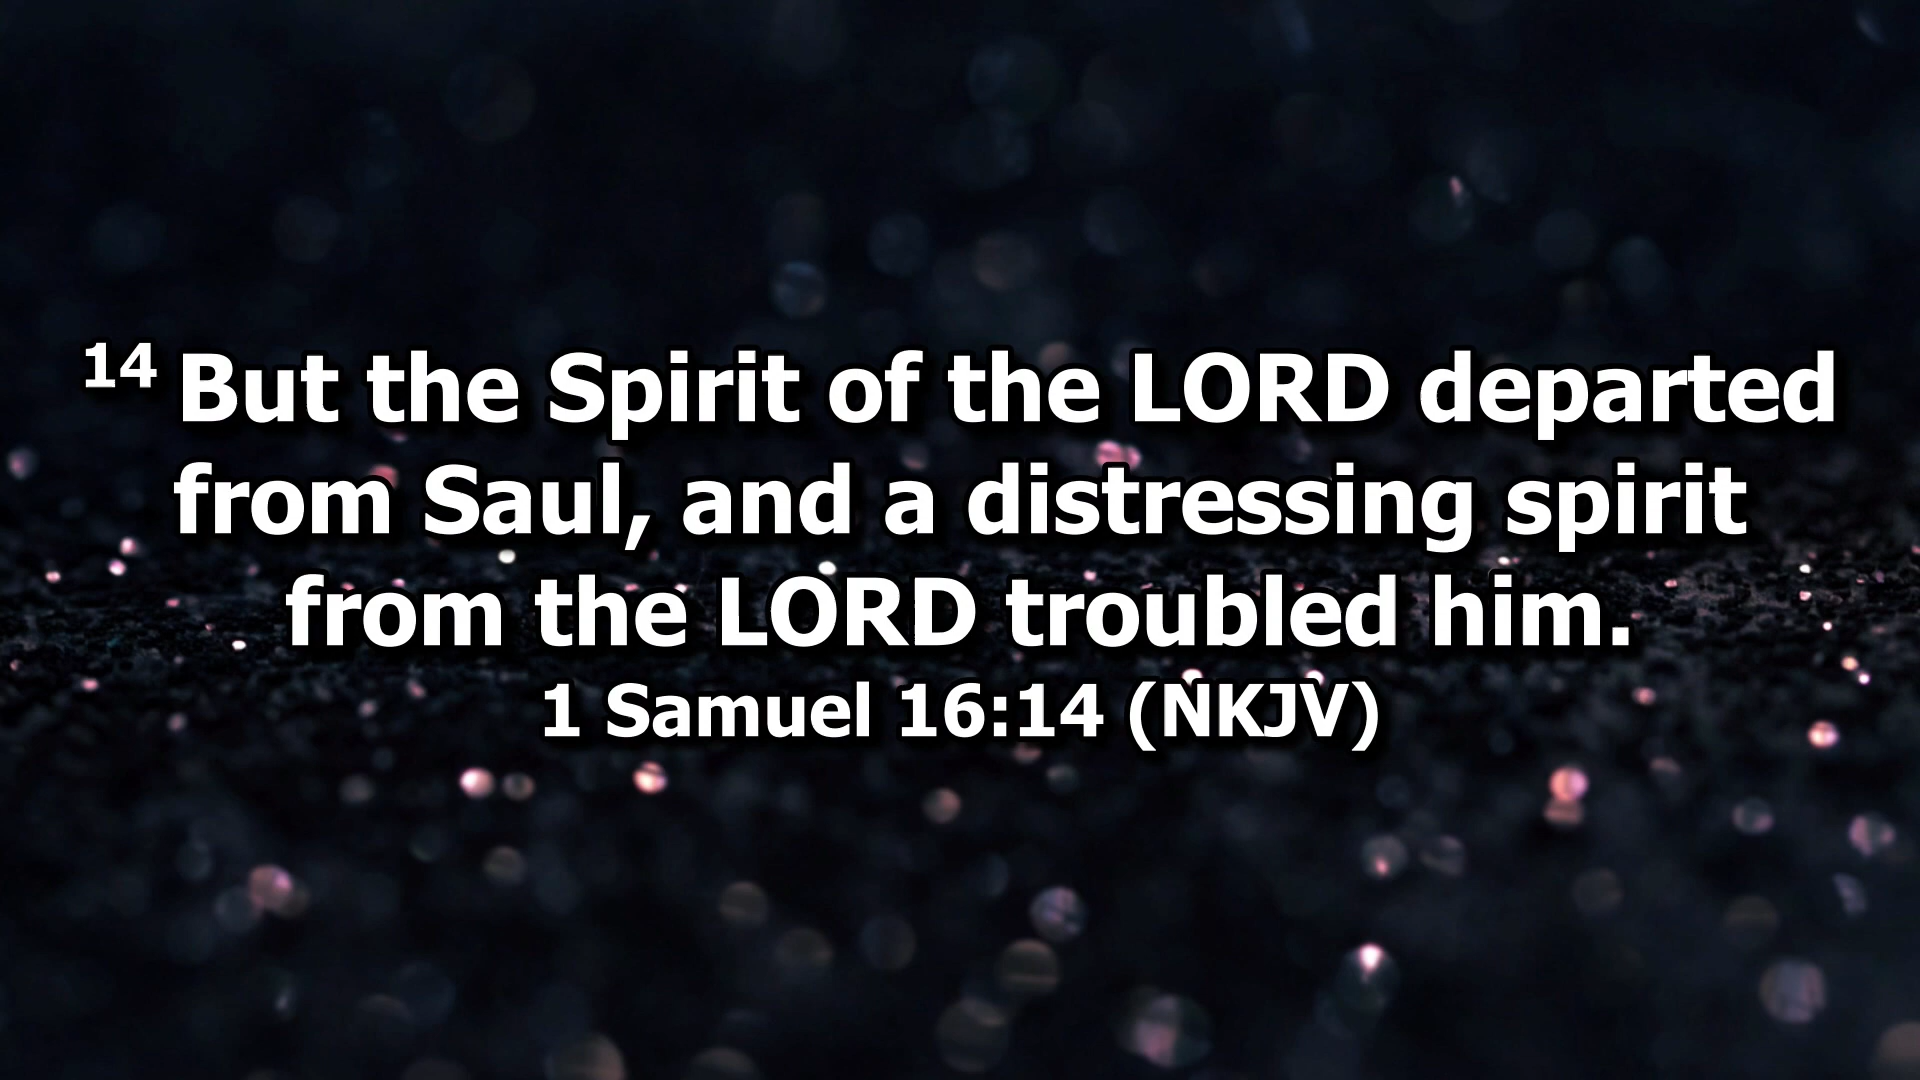 14 But the Spirit of the LORD departed
from Saul, and a distressing spirit
from the LORD troubled him.
1 Samuel 16:14 (NKJV)